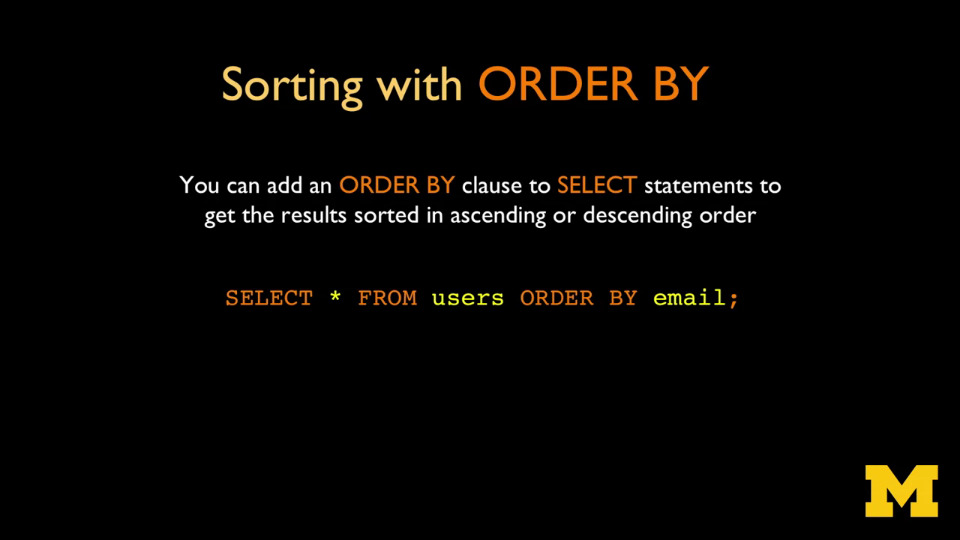 Sorting with ORDER BY
You can add an ORDER BY clause to SELECT statements to
get the results sorted in ascending or descending order
SELECT * FROM users ORDER BY email;
M